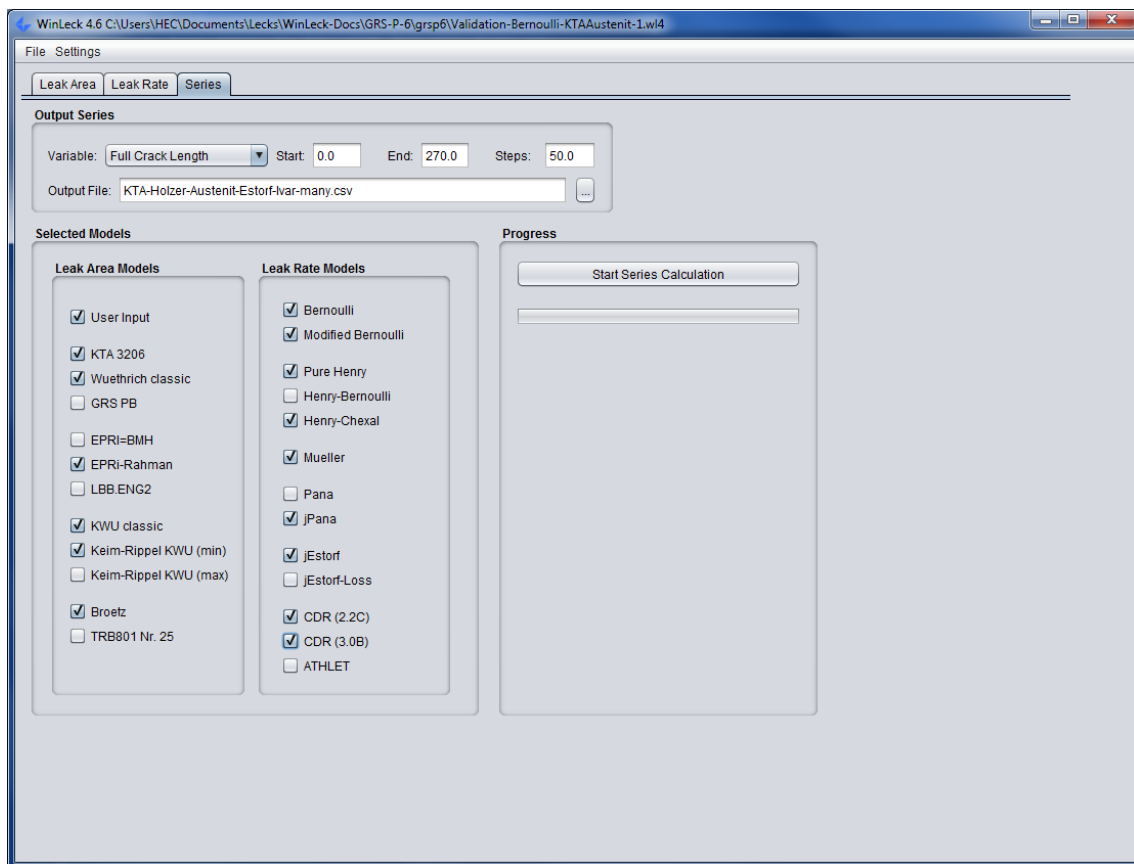 WinLeck 4.6 C:\Users\HEC\Documents\Lecks\WinLeck-Docs\GRS-P-6\grsp6\Validation-Bernoulli-KTAAustenit-1.wl4
File Settings
Leak Area Leak Rate Series
Output Series
Variable: Full Crack Length Start: 0.0 End: 270.0 Steps: 50.0
Output File: KTA-Holzer-Austenit-Estorf-lvar-many.csv ...
Selected Models
Leak Area Models
User Input
KTA 3206
Wuethrich classic
GRS PB
EPRI=BMH
EPRi-Rahman
LBB.ENG2
KWU classic
Keim-Rippel KWU (min)
Keim-Rippel KWU (max)
Broetz
TRB801 Nr. 25
Leak Rate Models
Bernoulli
Modified Bernoulli
Pure Henry
Henry-Bernoulli
Henry-Chexal
Mueller
Pana
jPana
jEstorf
jEstorf-Loss
CDR (2.2C)
CDR (3.0B)
ATHLET
Progress
Start Series Calculation